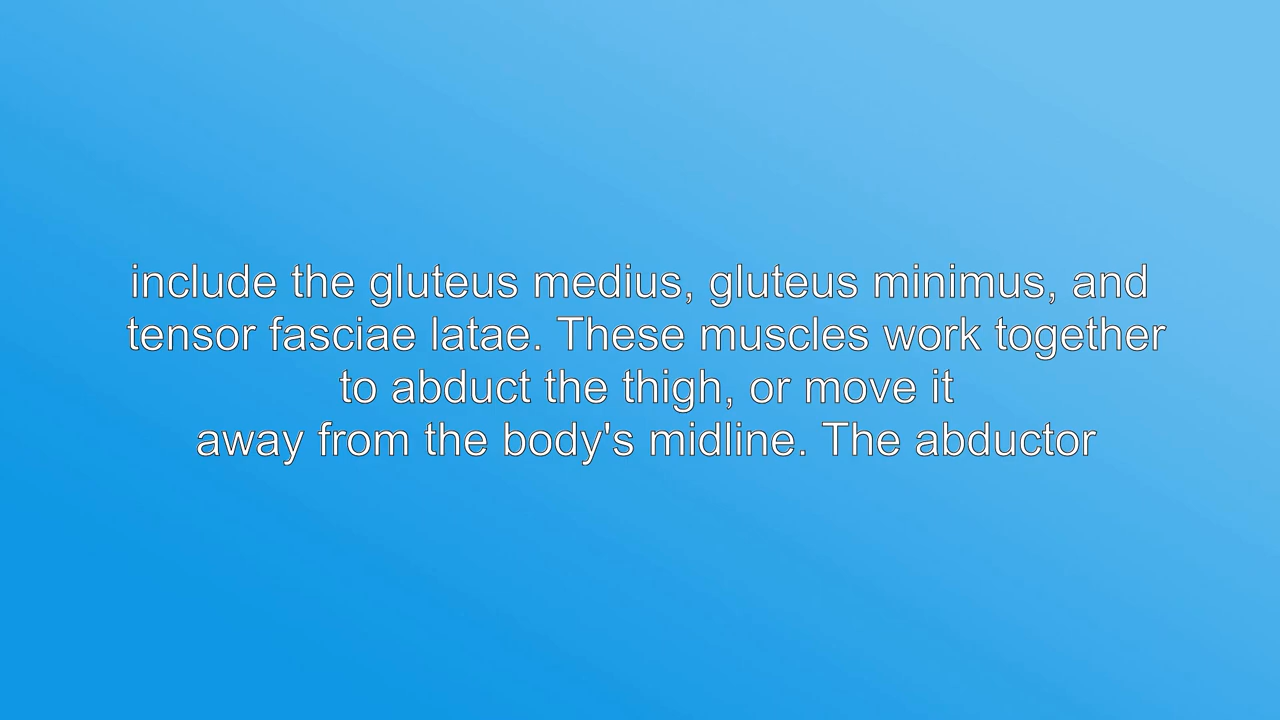 include the gluteus medius, gluteus minimus, and
tensor fasciae latae. These muscles work together
to abduct the thigh, or move it
away from the body's midline. The abductor